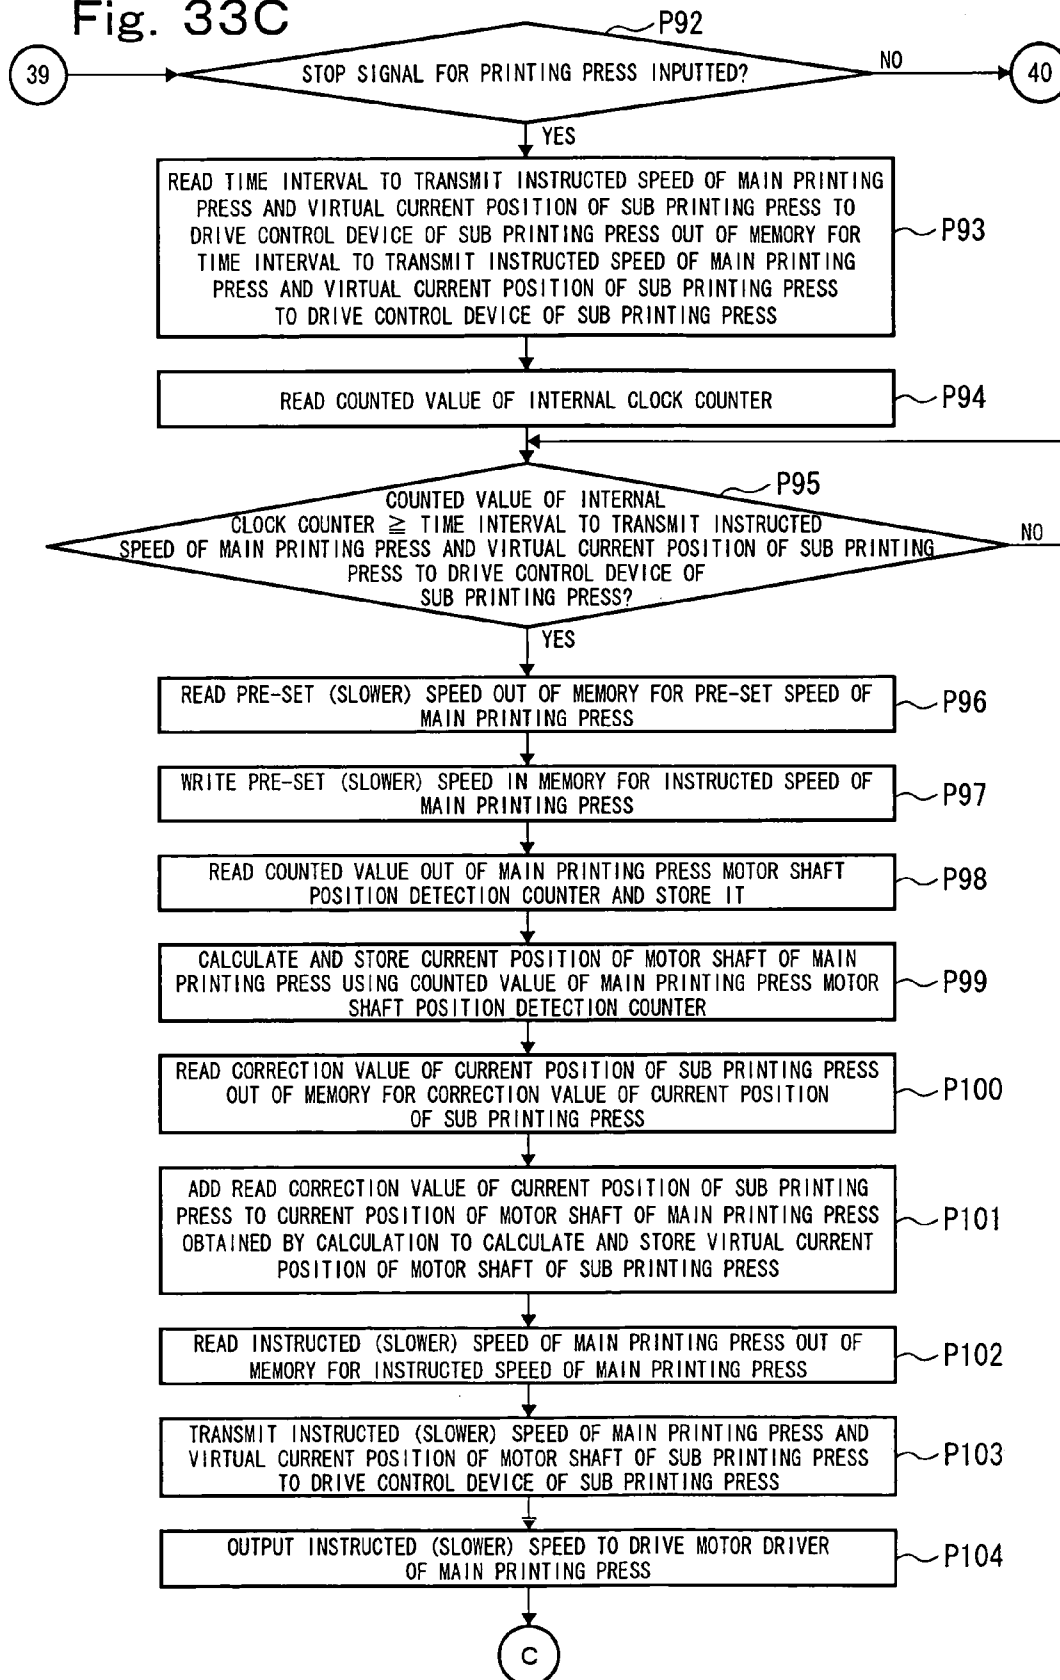 Fig. 33C
P92
39
STOP SIGNAL FOR PRINTING PRESS INPUTTED?
NO
40
YES
READ TIME INTERVAL TO TRANSMIT INSTRUCTED SPEED OF MAIN PRINTING
PRESS AND VIRTUAL CURRENT POSITION OF SUB PRINTING PRESS TO
DRIVE CONTROL DEVICE OF SUB PRINTING PRESS OUT OF MEMORY FOR
TIME INTERVAL TO TRANSMIT INSTRUCTED SPEED OF MAIN PRINTING
PRESS AND VIRTUAL CURRENT POSITION OF SUB PRINTING PRESS
TO DRIVE CONTROL DEVICE OF SUB PRINTING PRESS
P93
READ COUNTED VALUE OF INTERNAL CLOCK COUNTER
P94
P95
COUNTED VALUE OF INTERNAL
CLOCK COUNTER ≧ TIME INTERVAL TO TRANSMIT INSTRUCTED
SPEED OF MAIN PRINTING PRESS AND VIRTUAL CURRENT POSITION OF SUB PRINTING
PRESS TO DRIVE CONTROL DEVICE OF
SUB PRINTING PRESS?
NO
YES
READ PRE-SET (SLOWER) SPEED OUT OF MEMORY FOR PRE-SET SPEED OF
MAIN PRINTING PRESS
P96
WRITE PRE-SET (SLOWER) SPEED IN MEMORY FOR INSTRUCTED SPEED OF
MAIN PRINTING PRESS
P97
READ COUNTED VALUE OUT OF MAIN PRINTING PRESS MOTOR SHAFT
POSITION DETECTION COUNTER AND STORE IT
P98
CALCULATE AND STORE CURRENT POSITION OF MOTOR SHAFT OF MAIN
PRINTING PRESS USING COUNTED VALUE OF MAIN PRINTING PRESS MOTOR
SHAFT POSITION DETECTION COUNTER
P99
READ CORRECTION VALUE OF CURRENT POSITION OF SUB PRINTING PRESS
OUT OF MEMORY FOR CORRECTION VALUE OF CURRENT POSITION
OF SUB PRINTING PRESS
P100
ADD READ CORRECTION VALUE OF CURRENT POSITION OF SUB PRINTING
PRESS TO CURRENT POSITION OF MOTOR SHAFT OF MAIN PRINTING PRESS
OBTAINED BY CALCULATION TO CALCULATE AND STORE VIRTUAL CURRENT
POSITION OF MOTOR SHAFT OF SUB PRINTING PRESS
P101
READ INSTRUCTED (SLOWER) SPEED OF MAIN PRINTING PRESS OUT OF
MEMORY FOR INSTRUCTED SPEED OF MAIN PRINTING PRESS
P102
TRANSMIT INSTRUCTED (SLOWER) SPEED OF MAIN PRINTING PRESS AND
VIRTUAL CURRENT POSITION OF MOTOR SHAFT OF SUB PRINTING PRESS
TO DRIVE CONTROL DEVICE OF SUB PRINTING PRESS
P103
OUTPUT INSTRUCTED (SLOWER) SPEED TO DRIVE MOTOR DRIVER
OF MAIN PRINTING PRESS
P104
C